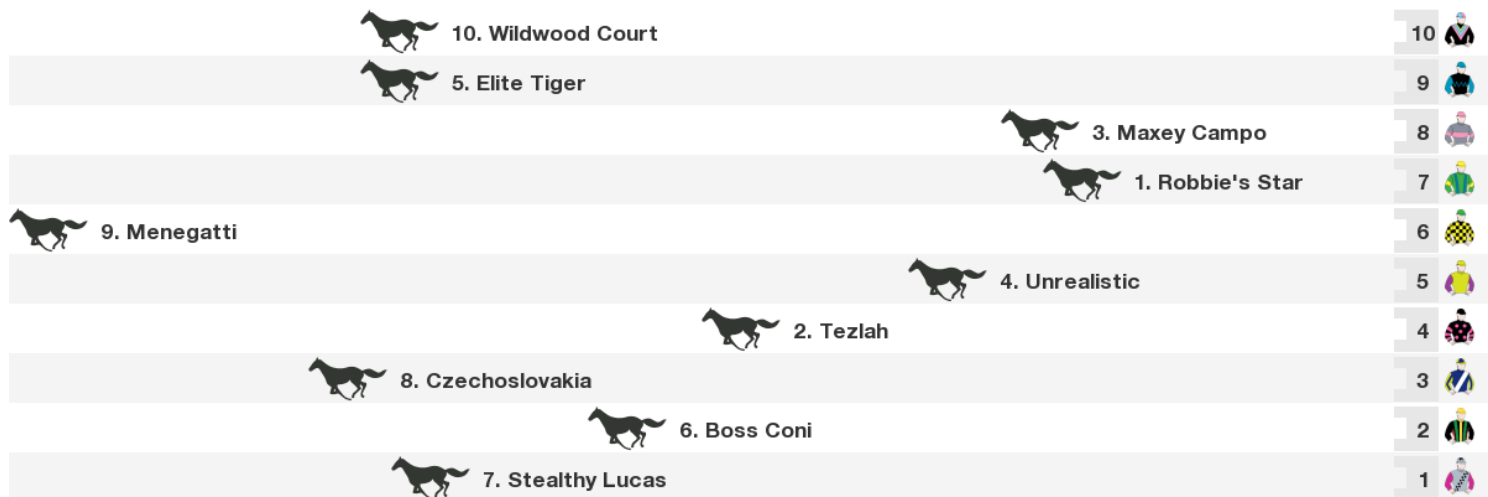 10. Wildwood Court 10
5. Elite Tiger 9
3. Maxey Campo 8
1. Robbie's Star 7
9. Menegatti 6
4. Unrealistic 5
2. Tezlah 4
8. Czechoslovakia 3
6. Boss Coni 2
7. Stealthy Lucas 1